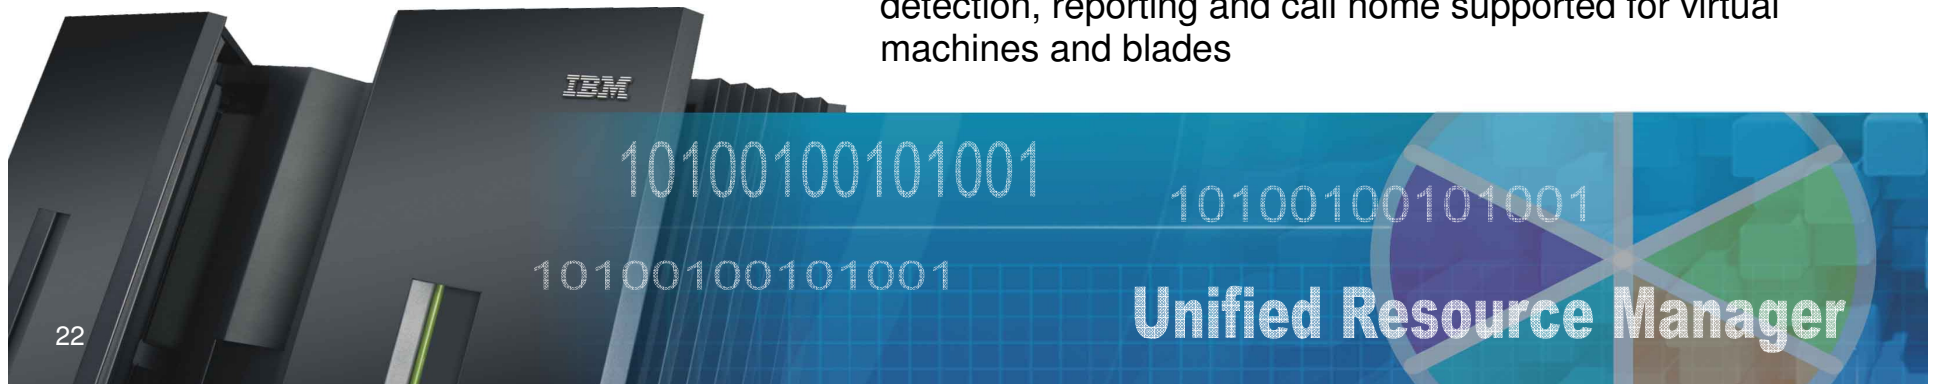 detection, reporting and call home supported for virtual
machines and blades
IBM
10100100101001
10100100101001
10100100101001
Unified Resource Manager
22